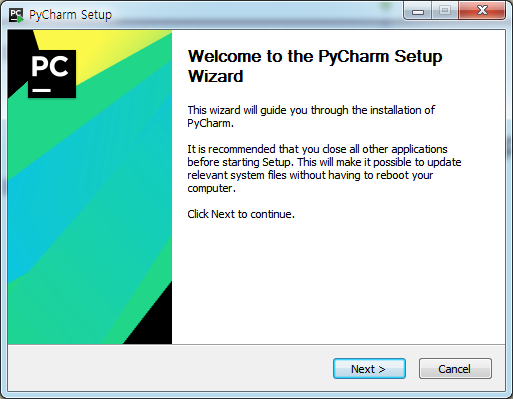 PyCharm Setup
PC
Welcome to the PyCharm Setup
Wizard
This wizard will guide you through the installation of
PyCharm.
It is recommended that you close all other applications
before starting Setup. This will make it possible to update
relevant system files without having to reboot your
computer.
Click Next to continue.
Next >
Cancel